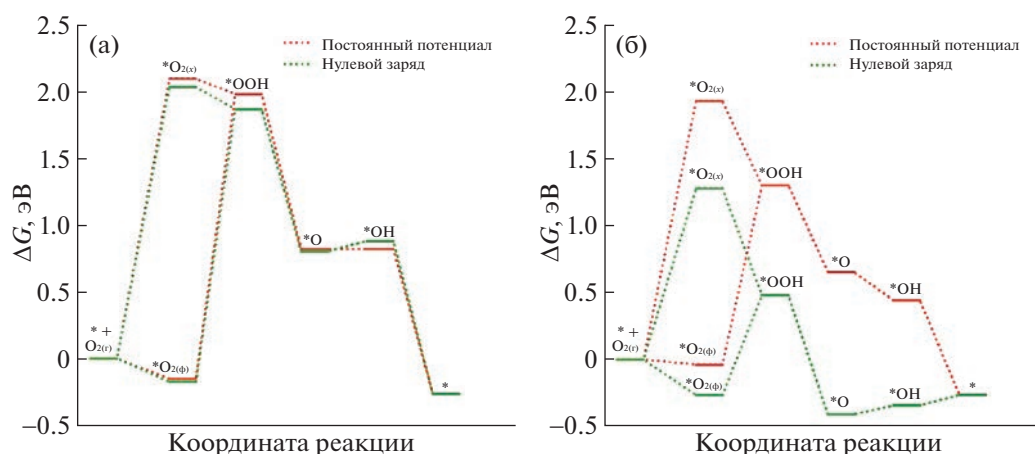 (а)
Постоянный потенциал
Нулевой заряд
2.5
2.0
1.5
1.0
0.5
0
−0.5
ΔG, эВ
*O2(х)
*OOH
*O
*OH
* +
O2(г)
*O2(ф)
*
Координата реакции
(б)
Постоянный потенциал
Нулевой заряд
2.5
2.0
1.5
1.0
0.5
0
−0.5
ΔG, эВ
*O2(х)
*OOH
*O2(х)
*O
*OOH
*OH
* +
O2(г)
*O2(ф)
*O2(ф)
*O
*OH
*
Координата реакции